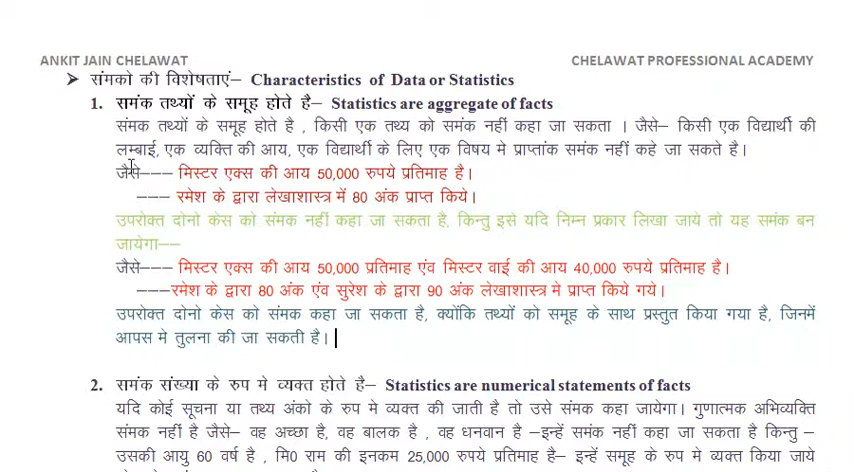 ANKIT JAIN CHELAWAT CHELAWAT PROFESSIONAL ACADEMY
➤ संमको की विशेषताएं– Characteristics of Data or Statistics
1. समंक तथ्यों के समूह होते है– Statistics are aggregate of facts
संमक तथ्यों के समूह होते है , किसी एक तथ्य को समंक नहीं कहा जा सकता । जैसे– किसी एक विद्यार्थी की
लम्बाई, एक व्यक्ति की आय, एक विद्यार्थी के लिए एक विषय मे प्राप्तांक समंक नहीं कहे जा सकते है।
जैसे––– मिस्टर एक्स की आय 50,000 रुपये प्रतिमाह है।
––– रमेश के द्वारा लेखाशास्त्र में 80 अंक प्राप्त किये।
उपरोक्त दोनो केस को संमक नहीं कहा जा सकता है, किन्तु इसे यदि निम्न प्रकार लिखा जाये तो यह समंक बन
जायेगा––
जैसे––– मिस्टर एक्स की आय 50,000 प्रतिमाह एंव मिस्टर वाई की आय 40,000 रुपये प्रतिमाह है।
–––रमेश के द्वारा 80 अंक एंव सुरेश के द्वारा 90 अंक लेखाशास्त्र मे प्राप्त किये गये।
उपरोक्त दोनो केस को संमक कहा जा सकता है, क्योंकि तथ्यों को समूह के साथ प्रस्तुत किया गया है, जिनमें
आपस मे तुलना की जा सकती है।
2. समंक संख्या के रुप मे व्यक्त होते है– Statistics are numerical statements of facts
यदि कोई सूचना या तथ्य अंको के रुप मे व्यक्त की जाती है तो उसे संमक कहा जायेगा। गुणात्मक अभिव्यक्ति
संमक नहीं है जैसे– वह अच्छा है, वह बालक है , वह धनवान है –इन्हें समंक नहीं कहा जा सकता है किन्तु –
उसकी आयु 60 वर्ष है , मि0 राम की इनकम 25,000 रुपये प्रतिमाह है– इन्हें समूह के रुप मे व्यक्त किया जाये